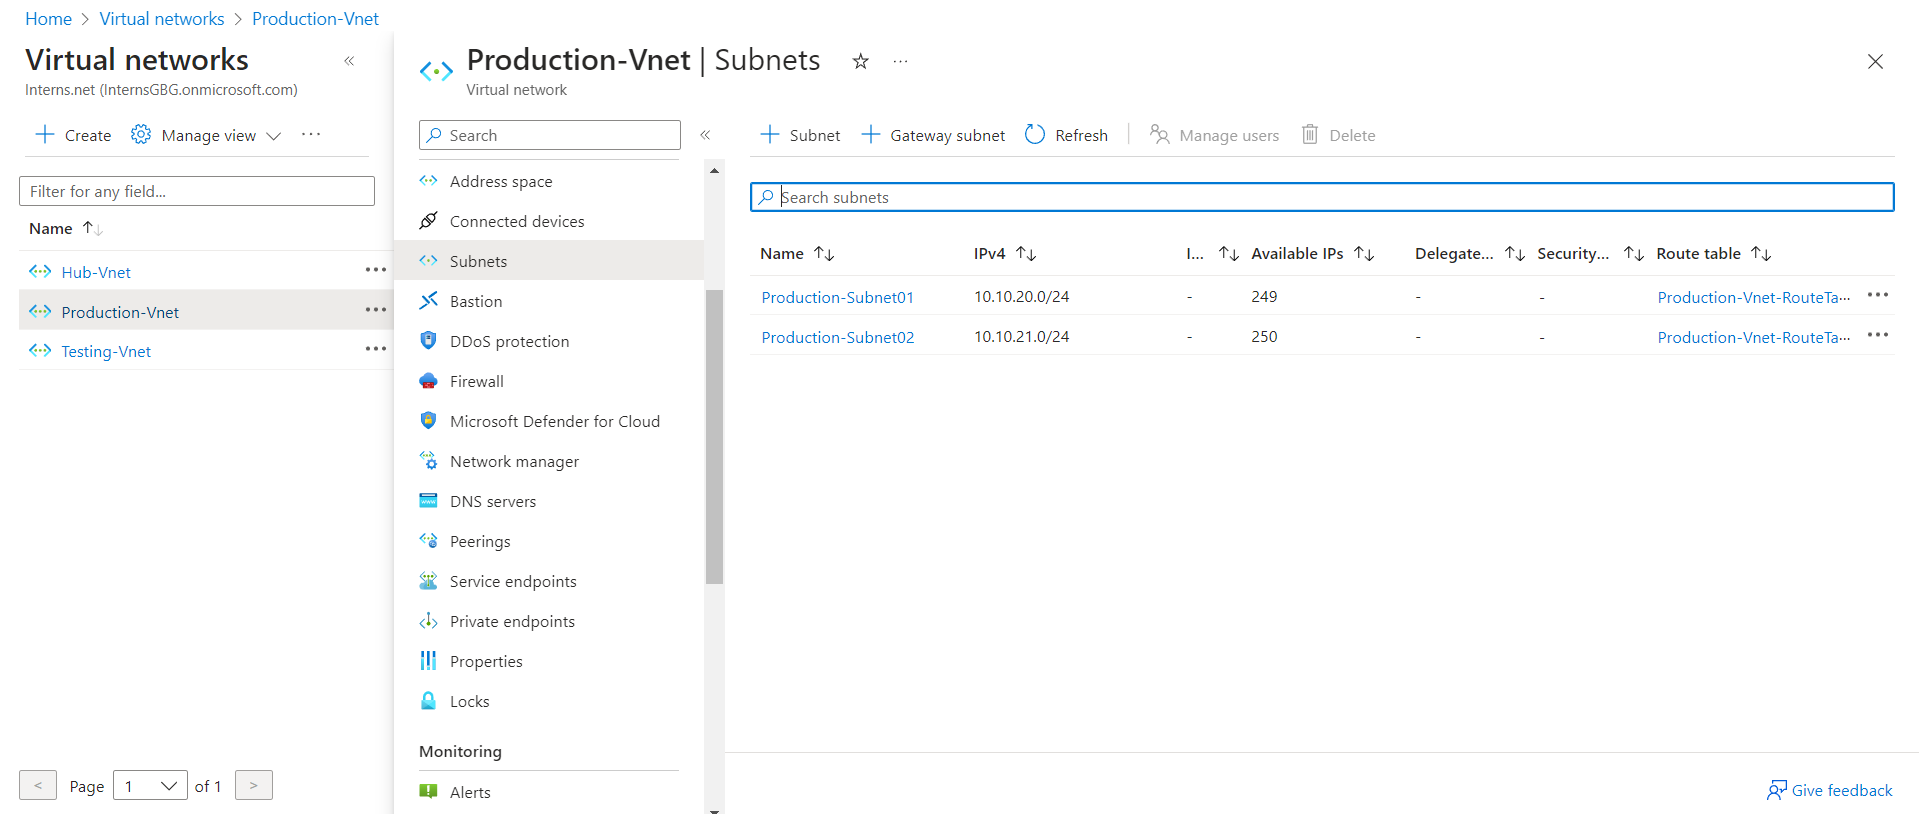 Home > Virtual networks > Production-Vnet
Virtual networks
Interns.net (InternsGBG.onmicrosoft.com)
Create Manage view
Filter for any field...
Name
Hub-Vnet
Production-Vnet
Testing-Vnet
< Page 1 of 1 >
Production-Vnet | Subnets
Virtual network
Search
Address space
Connected devices
Subnets
Bastion
DDoS protection
Firewall
Microsoft Defender for Cloud
Network manager
DNS servers
Peerings
Service endpoints
Private endpoints
Properties
Locks
Monitoring
Alerts
Subnet Gateway subnet Refresh Manage users Delete
Search subnets
Name IPv4 I... Available IPs Delegate... Security... Route table
Production-Subnet01 10.10.20.0/24 - 249 - - Production-Vnet-RouteTa...
Production-Subnet02 10.10.21.0/24 - 250 - - Production-Vnet-RouteTa...
Give feedback